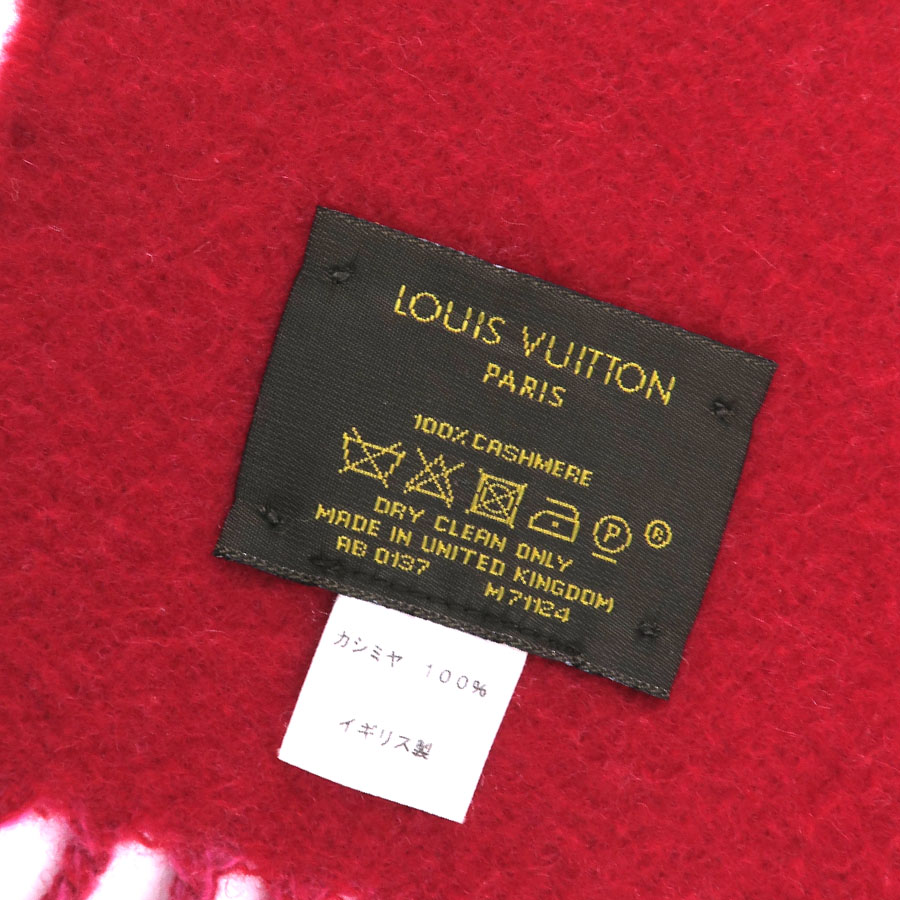 LOUIS VUITTON
PARIS
100% CASHMERE
P ®
DRY CLEAN ONLY
MADE IN UNITED KINGDOM
AB 0137 M 71124
カシミヤ 100%
イギリス製